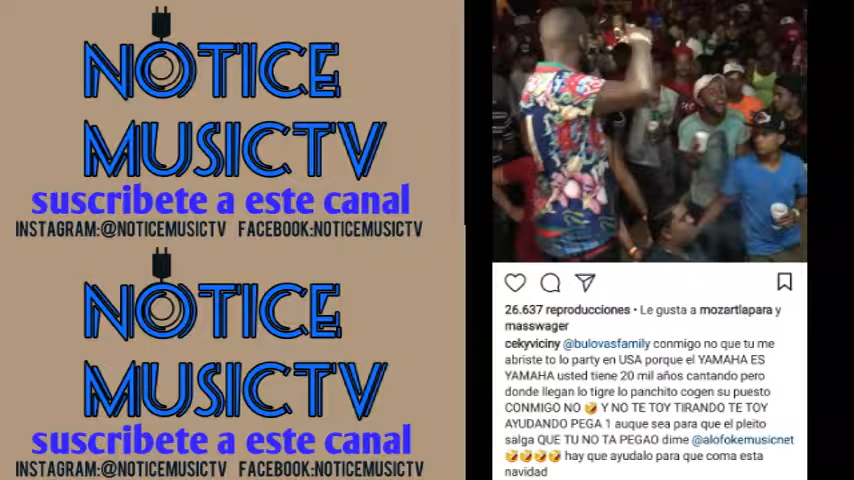 NOTICE
MUSICTV
suscribete a este canal
INSTAGRAM:@NOTICEMUSICTV FACEBOOK:NOTICEMUSICTV
NOTICE
MUSICTV
suscribete a este canal
INSTAGRAM:@NOTICEMUSICTV FACEBOOK:NOTICEMUSICTV
26.637 reproducciones • Le gusta a mozartlapara y
masswager
cekyviciny @bulovasfamily conmigo no que tu me
abriste to lo party en USA porque el YAMAHA ES
YAMAHA usted tiene 20 mil años cantando pero
donde llegan lo tigre lo panchito cogen su puesto
CONMIGO NO 🤣 Y NO TE TOY TIRANDO TE TOY
AYUDANDO PEGA 1 auque sea para que el pleito
salga QUE TU NO TA PEGAO dime @alofokemusicnet
🤣🤣🤣🤣 hay que ayudalo para que coma esta
navidad